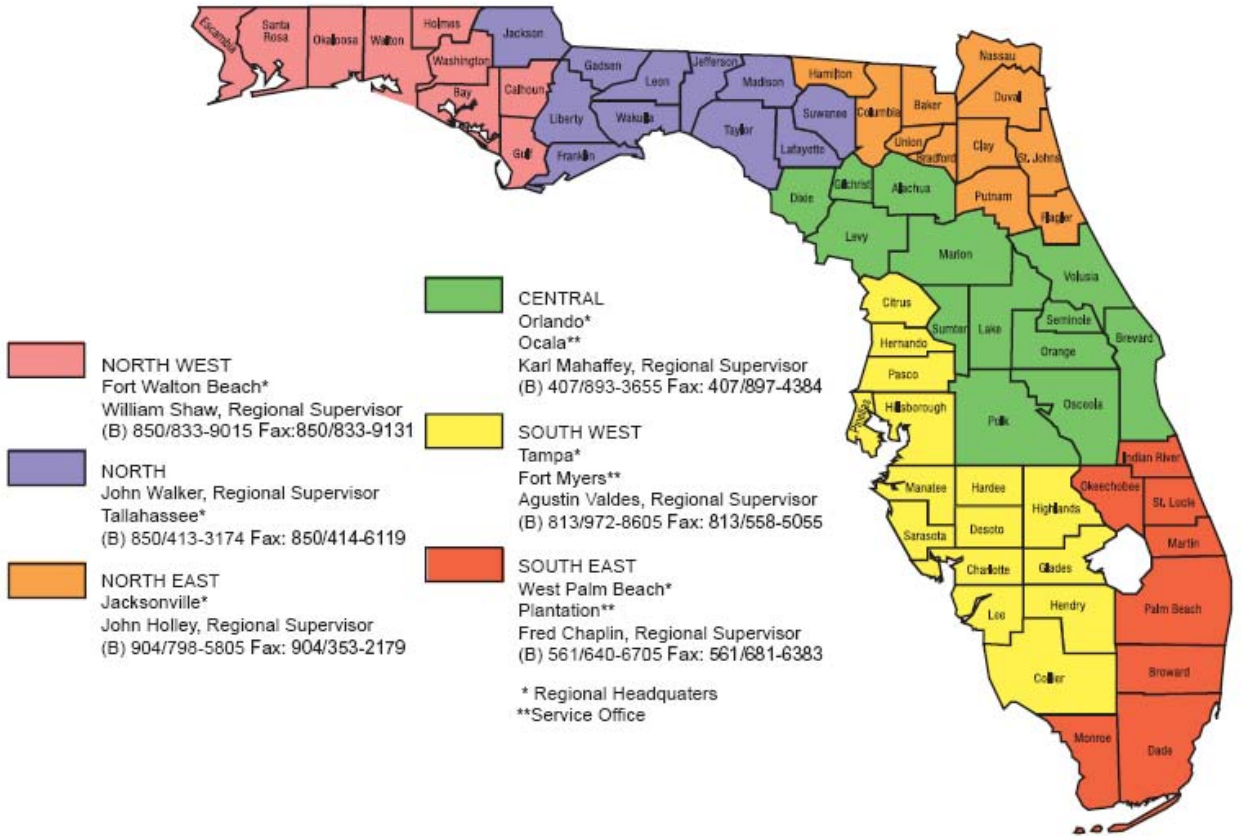 Escambia
Santa
Rosa
Okaloosa
Walton
Holmes
Washington
Bay
Calhoun
Gulf
Jackson
Gadsen
Liberty
Franklin
Leon
Wakulla
Jefferson
Madison
Taylor
Suwanee
Lafayette
Hamilton
Columbia
Baker
Union
Bradford
Nassau
Duval
Clay
St. Johns
Putnam
Flagler
Dixie
Gilchrist
Alachua
Levy
Marion
Volusia
Citrus
Sumter
Lake
Seminole
Orange
Brevard
Hernando
Pasco
Pinellas
Hillsborough
Polk
Osceola
Indian River
Okeechobee
St. Lucie
Manatee
Hardee
Highlands
Sarasota
Desoto
Martin
Charlotte
Glades
Lee
Hendry
Palm Beach
Collier
Broward
Monroe
Dade
NORTH WEST
Fort Walton Beach*
William Shaw, Regional Supervisor
(B) 850/833-9015 Fax:850/833-9131
NORTH
John Walker, Regional Supervisor
Tallahassee*
(B) 850/413-3174 Fax: 850/414-6119
NORTH EAST
Jacksonville*
John Holley, Regional Supervisor
(B) 904/798-5805 Fax: 904/353-2179
CENTRAL
Orlando*
Ocala**
Karl Mahaffey, Regional Supervisor
(B) 407/893-3655 Fax: 407/897-4384
SOUTH WEST
Tampa*
Fort Myers**
Agustin Valdes, Regional Supervisor
(B) 813/972-8605 Fax: 813/558-5055
SOUTH EAST
West Palm Beach*
Plantation**
Fred Chaplin, Regional Supervisor
(B) 561/640-6705 Fax: 561/681-6383
* Regional Headquaters
**Service Office